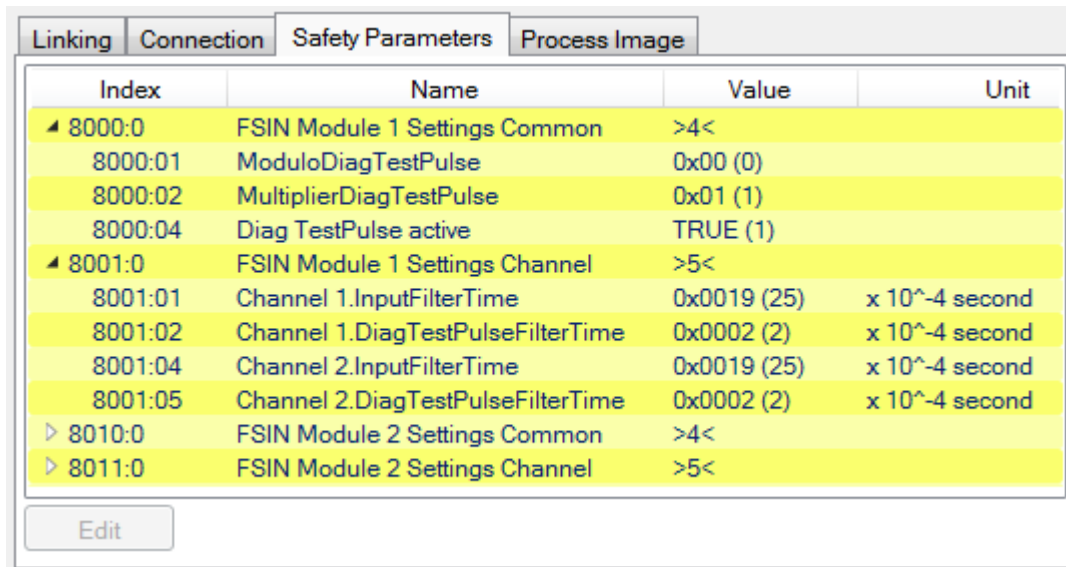 Linking Connection Safety Parameters Process Image
Index Name Value Unit
8000:0 FSIN Module 1 Settings Common >4<
8000:01 ModuloDiagTestPulse 0x00 (0)
8000:02 MultiplierDiagTestPulse 0x01 (1)
8000:04 Diag TestPulse active TRUE (1)
8001:0 FSIN Module 1 Settings Channel >5<
8001:01 Channel 1.InputFilterTime 0x0019 (25) x 10^-4 second
8001:02 Channel 1.DiagTestPulseFilterTime 0x0002 (2) x 10^-4 second
8001:04 Channel 2.InputFilterTime 0x0019 (25) x 10^-4 second
8001:05 Channel 2.DiagTestPulseFilterTime 0x0002 (2) x 10^-4 second
8010:0 FSIN Module 2 Settings Common >4<
8011:0 FSIN Module 2 Settings Channel >5<
Edit